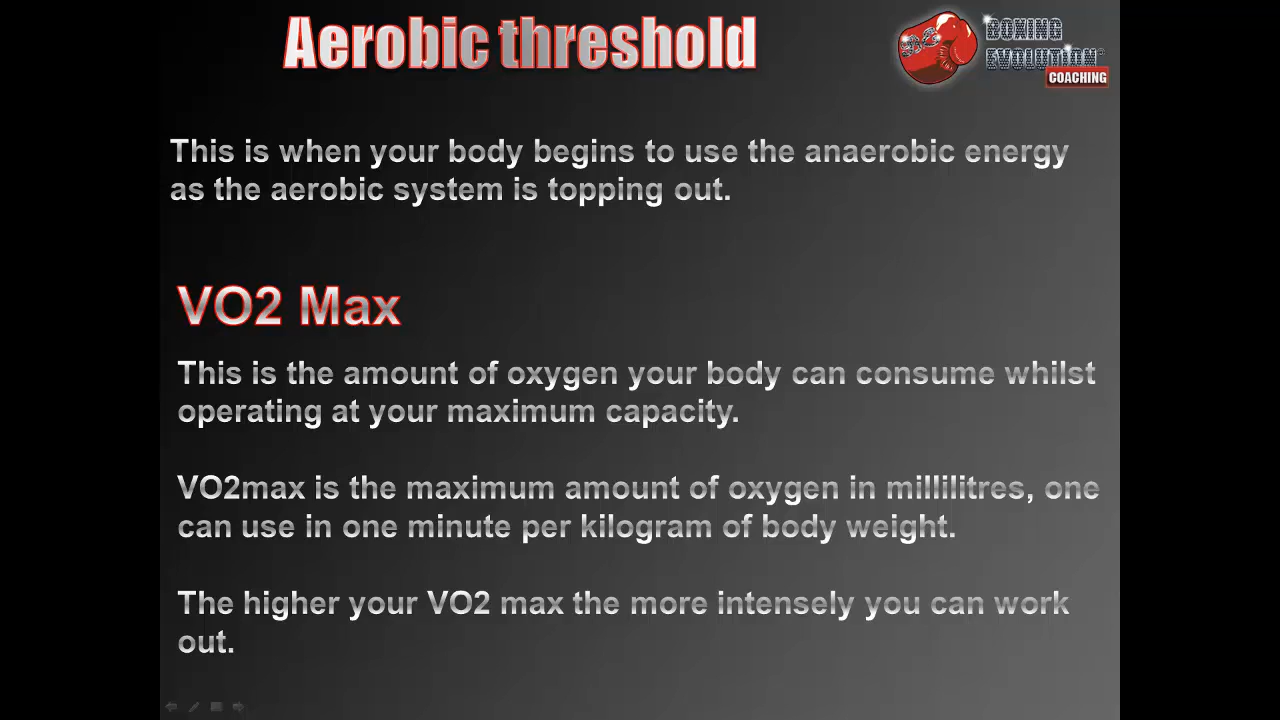 Aerobic threshold
BOXING
EVOLUTION
COACHING
This is when your body begins to use the anaerobic energy
as the aerobic system is topping out.
VO2 Max
This is the amount of oxygen your body can consume whilst
operating at your maximum capacity.
VO2max is the maximum amount of oxygen in millilitres, one
can use in one minute per kilogram of body weight.
The higher your VO2 max the more intensely you can work
out.